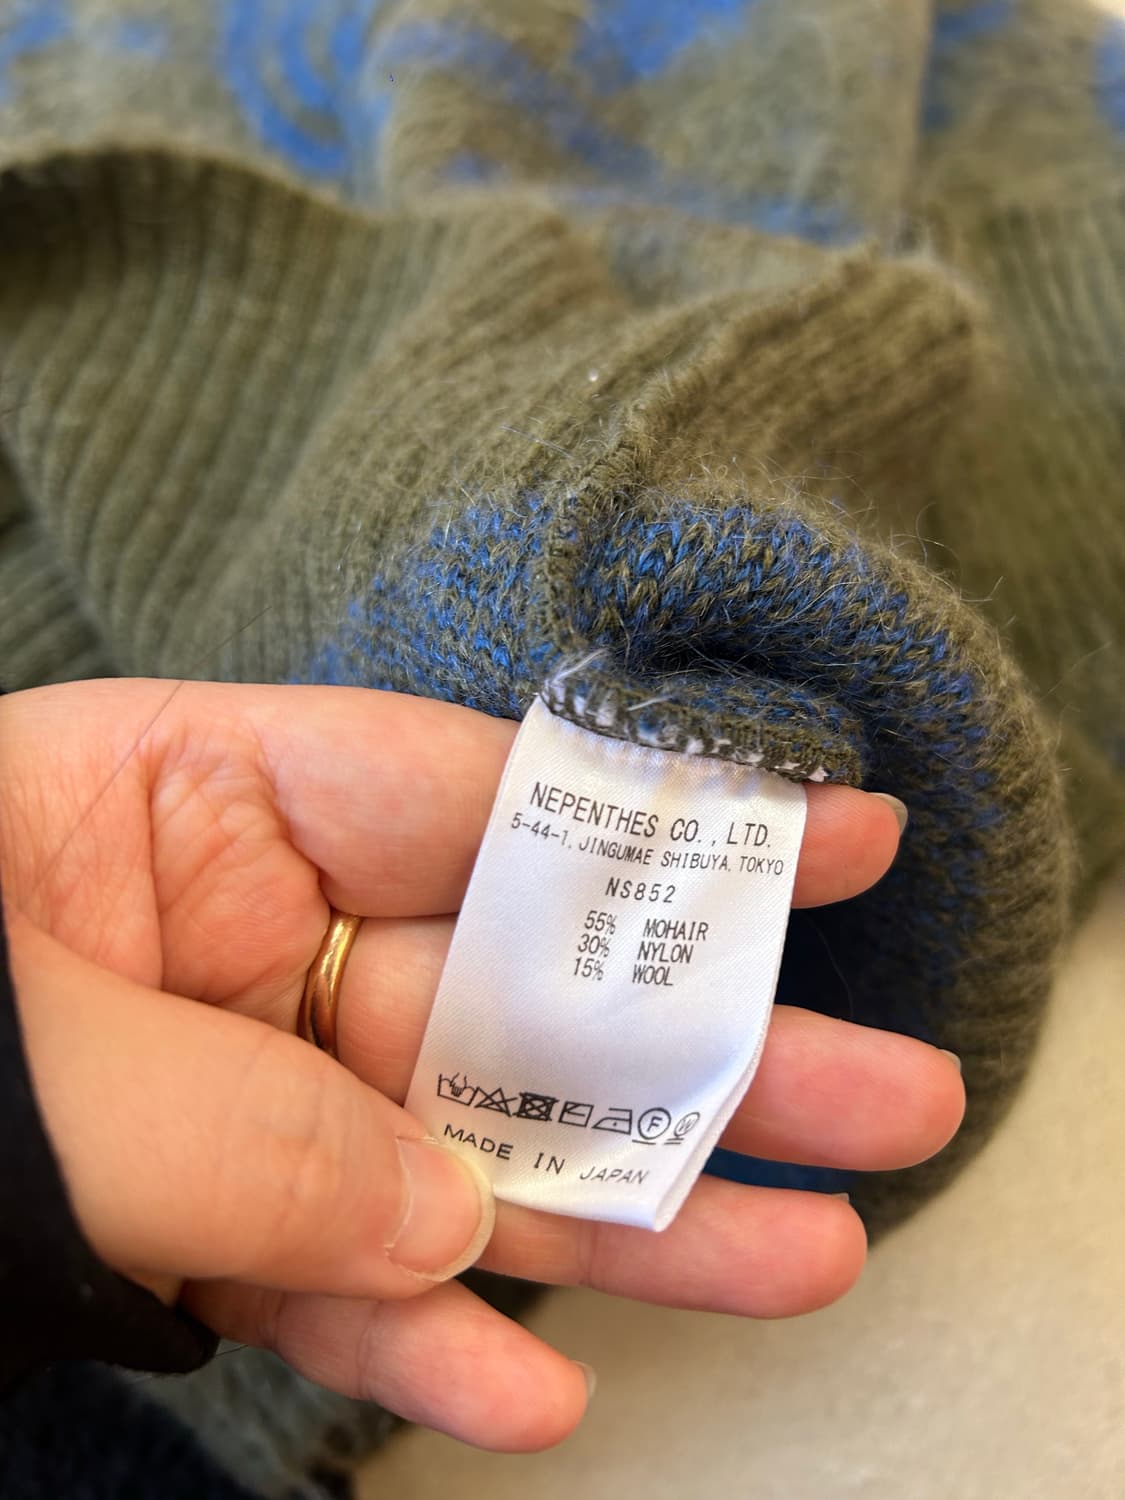 NEPENTHES CO., LTD.
5-44-1, JINGUMAE SHIBUYA, TOKYO
NS852
55% MOHAIR
30% NYLON
15% WOOL
F W
MADE IN JAPAN